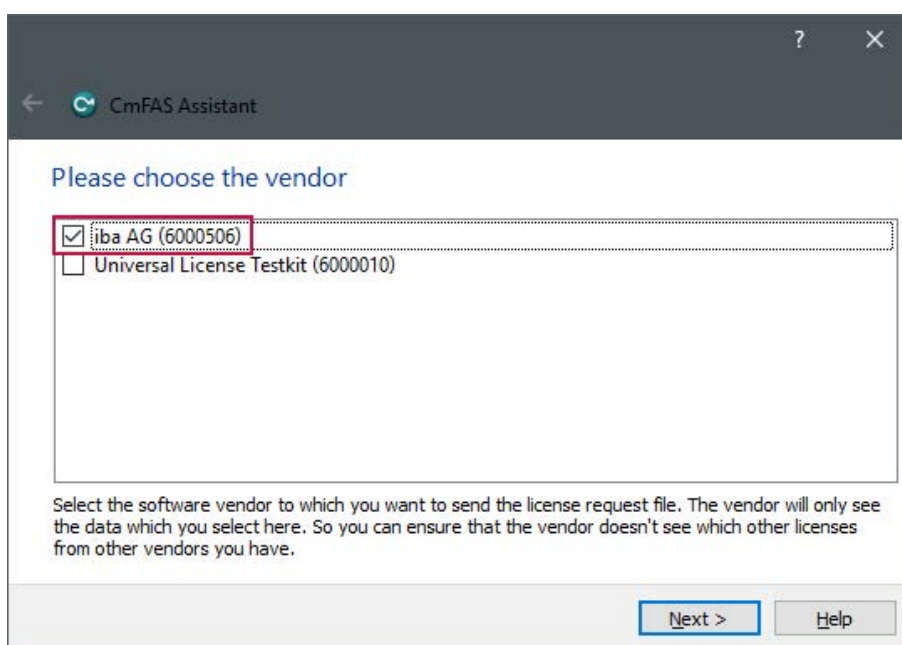 ?
CmFAS Assistant
Please choose the vendor
iba AG (6000506)
Universal License Testkit (6000010)
Select the software vendor to which you want to send the license request file. The vendor will only see
the data which you select here. So you can ensure that the vendor doesn't see which other licenses
from other vendors you have.
Next > Help